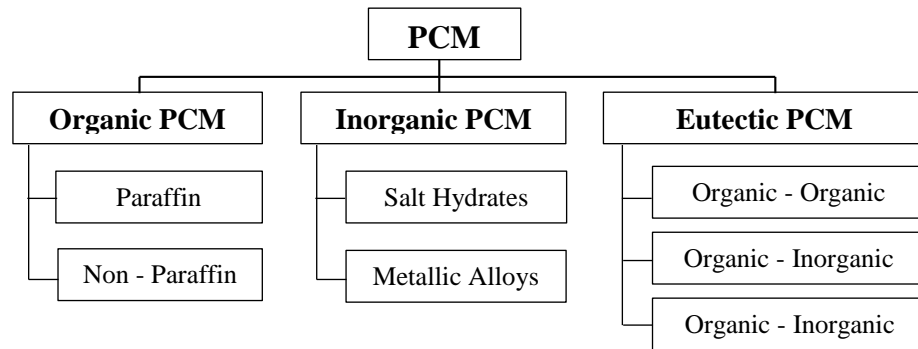 PCM
Organic PCM
Paraffin
Non - Paraffin
Inorganic PCM
Salt Hydrates
Metallic Alloys
Eutectic PCM
Organic - Organic
Organic - Inorganic
Organic - Inorganic